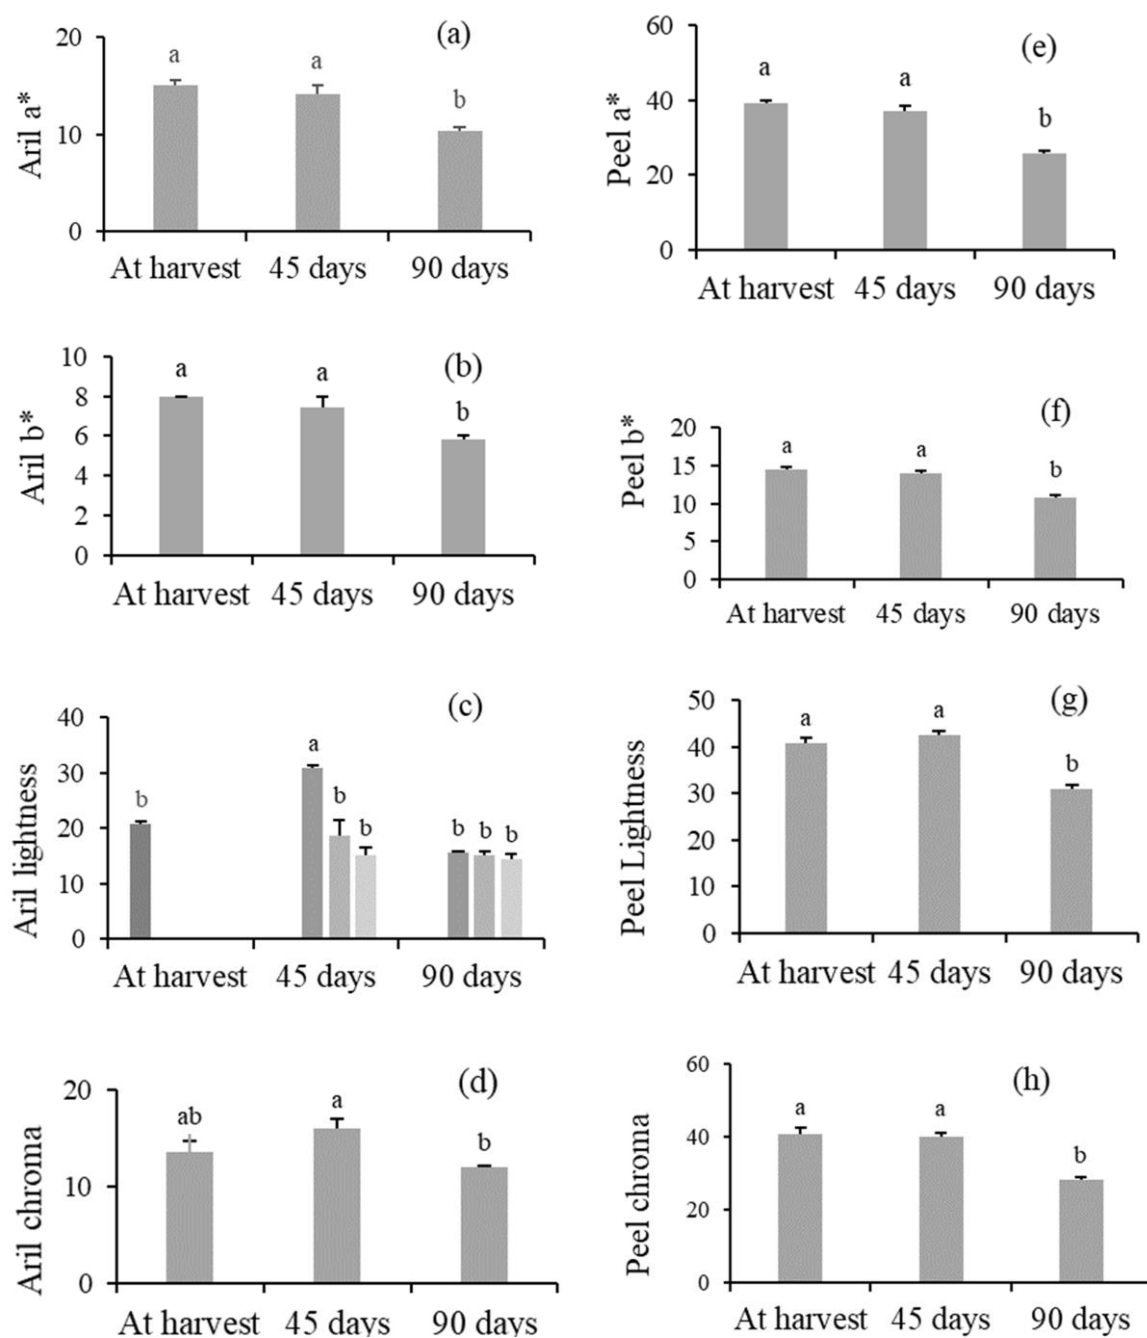 (a)
Aril a*
20
10
0
a
a
b
At harvest 45 days 90 days
(b)
Aril b*
10
8
6
4
2
0
a
a
b
At harvest 45 days 90 days
(c)
Aril lightness
40
30
20
10
0
b
a
b
b
b b b
At harvest 45 days 90 days
(d)
Aril chroma
20
10
0
ab
a
b
At harvest 45 days 90 days
(e)
Peel a*
60
40
20
0
a
a
b
At harvest 45 days 90 days
(f)
Peel b*
20
15
10
5
0
a
a
b
At harvest 45 days 90 days
(g)
Peel Lightness
50
40
30
20
10
0
a
a
b
At harvest 45 days 90 days
(h)
Peel chroma
60
40
20
0
a
a
b
At harvest 45 days 90 days